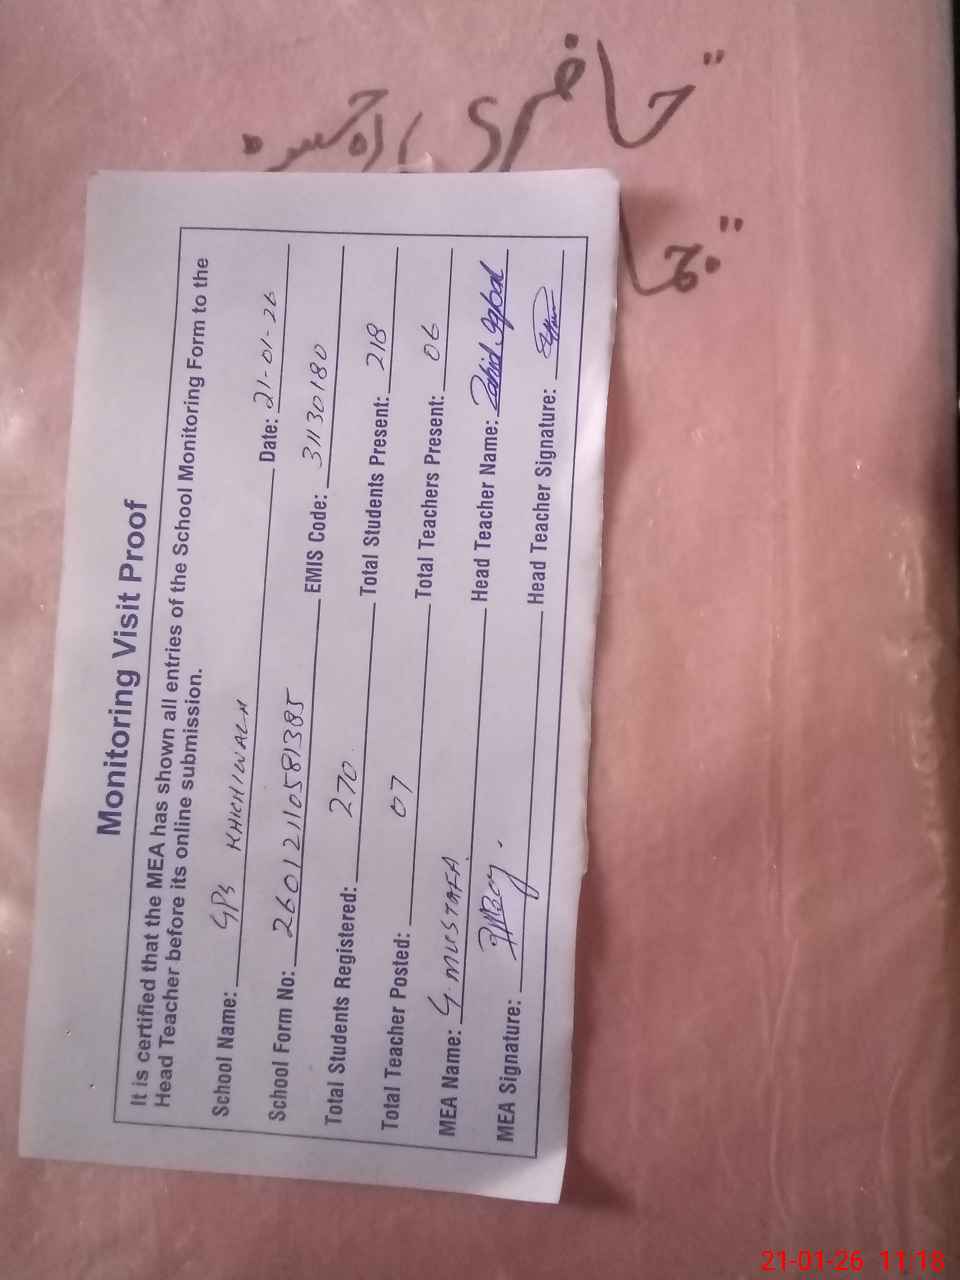 "حاضری
"حا
Monitoring Visit Proof
It is certified that the MEA has shown all entries of the School Monitoring Form to the
Head Teacher before its online submission.
School Name: GPS KHICHIWALA Date: 21-01-26
School Form No: 26012110581385 EMIS Code: 31130180
Total Students Registered: 270 Total Students Present: 218
Total Teacher Posted: 07 Total Teachers Present: 06
MEA Name: G. MUSTAFA Head Teacher Name: Zahid Iqbal
MEA Signature: Head Teacher Signature:
21-01-26 11:18